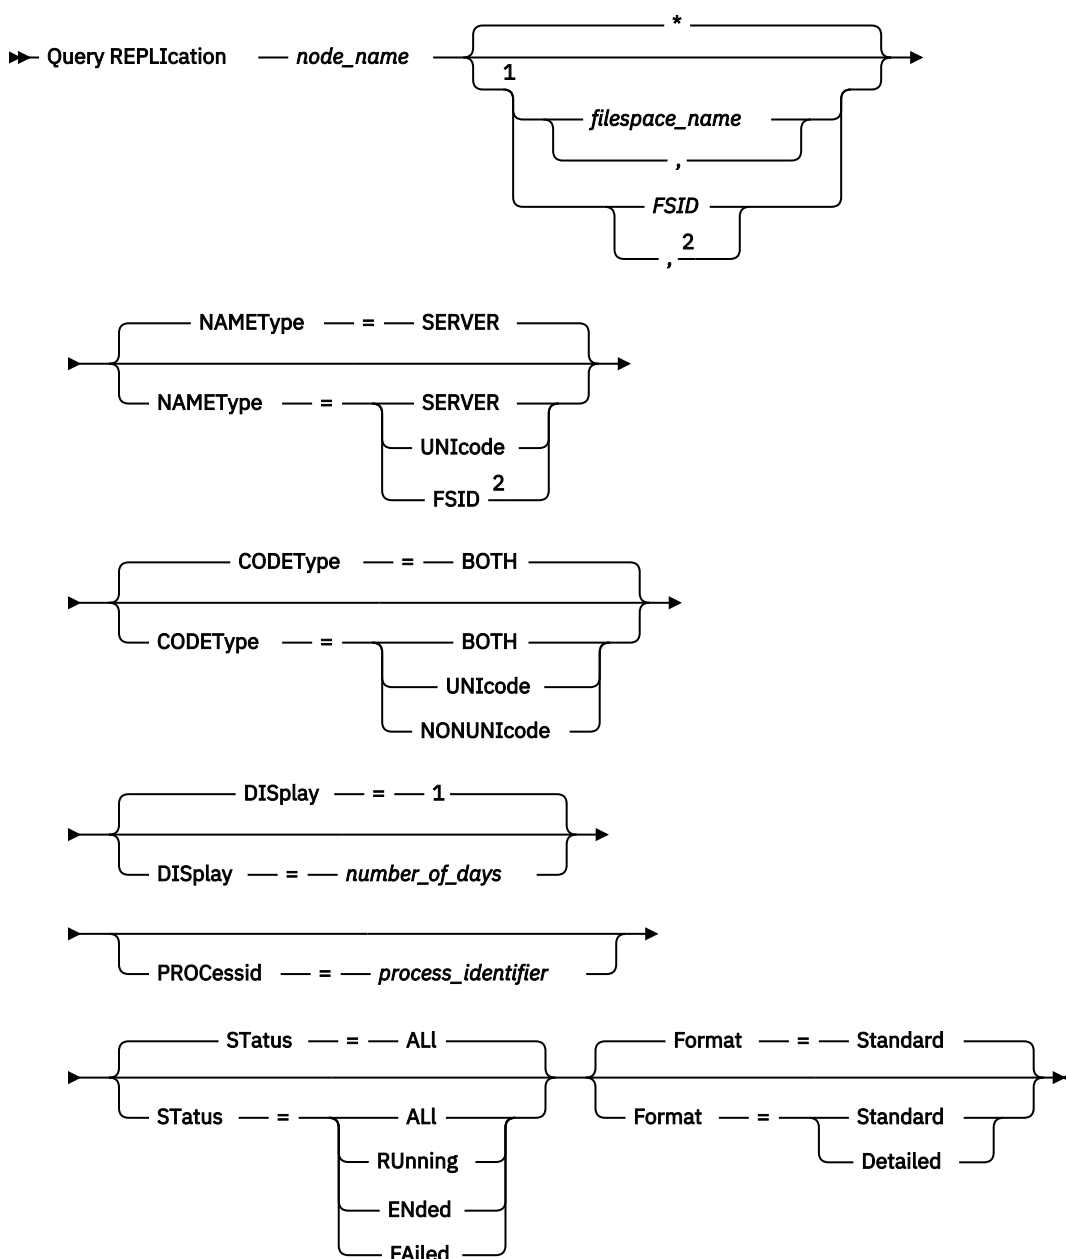 *
Query REPLIcation node_name
1
filespace_name
,
FSID
, 2
NAMEType = SERVER
NAMEType = SERVER
UNIcode
FSID 2
CODEType = BOTH
CODEType = BOTH
UNIcode
NONUNIcode
DISplay = 1
DISplay = number_of_days
PROCessid = process_identifier
STatus = ALl Format = Standard
STatus = ALl Format = Standard
RUnning Detailed
ENded
FAiled